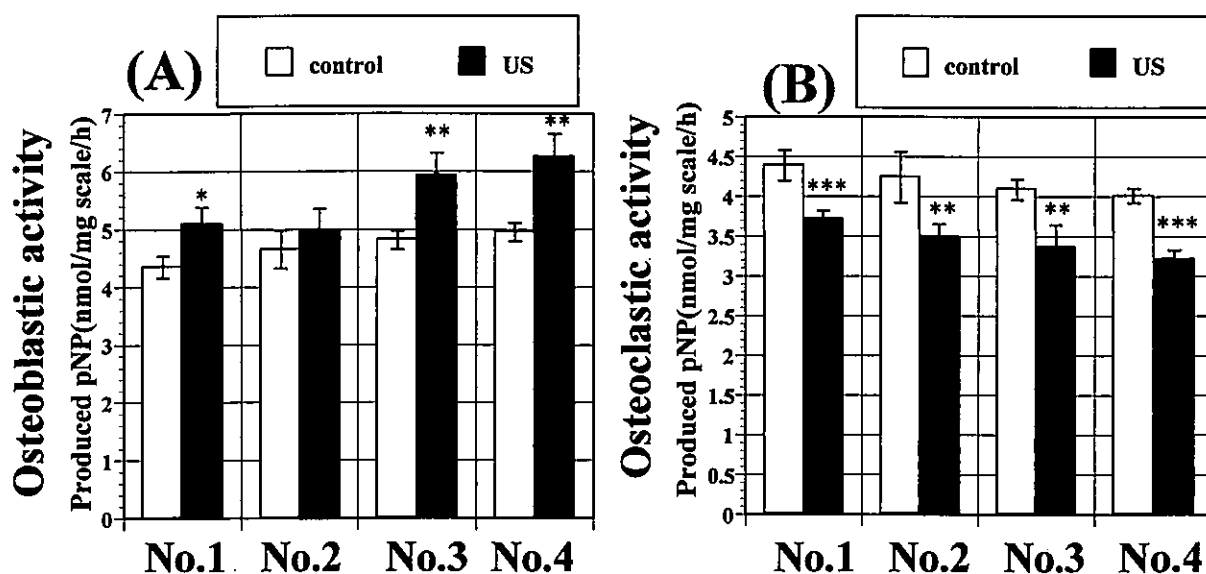 (A)
control US
Osteoblastic activity
Produced pNP(nmol/mg scale/h)
7
6
5
4
3
2
1
0
*
**
**
No.1 No.2 No.3 No.4
(B)
control US
Osteoclastic activity
Produced pNP(nmol/mg scale/h)
5
4.5
4
3.5
3
2.5
2
1.5
1
0.5
0
***
**
**
***
No.1 No.2 No.3 No.4